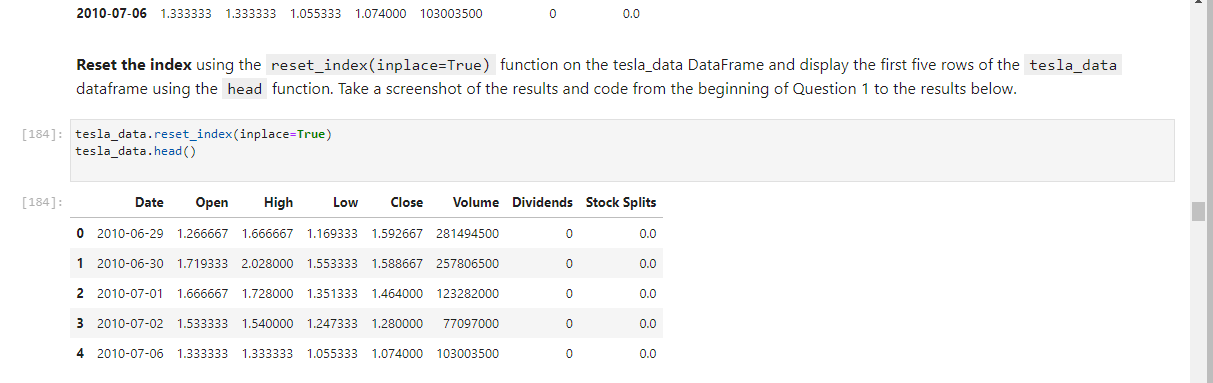 2010-07-06 1.333333 1.333333 1.055333 1.074000 103003500 0 0.0
Reset the index using the reset_index(inplace=True) function on the tesla_data DataFrame and display the first five rows of the tesla_data
dataframe using the head function. Take a screenshot of the results and code from the beginning of Question 1 to the results below.
[184]: tesla_data.reset_index(inplace=True)
tesla_data.head()
[184]: Date Open High Low Close Volume Dividends Stock Splits
0 2010-06-29 1.266667 1.666667 1.169333 1.592667 281494500 0 0.0
1 2010-06-30 1.719333 2.028000 1.553333 1.588667 257806500 0 0.0
2 2010-07-01 1.666667 1.728000 1.351333 1.464000 123282000 0 0.0
3 2010-07-02 1.533333 1.540000 1.247333 1.280000 77097000 0 0.0
4 2010-07-06 1.333333 1.333333 1.055333 1.074000 103003500 0 0.0